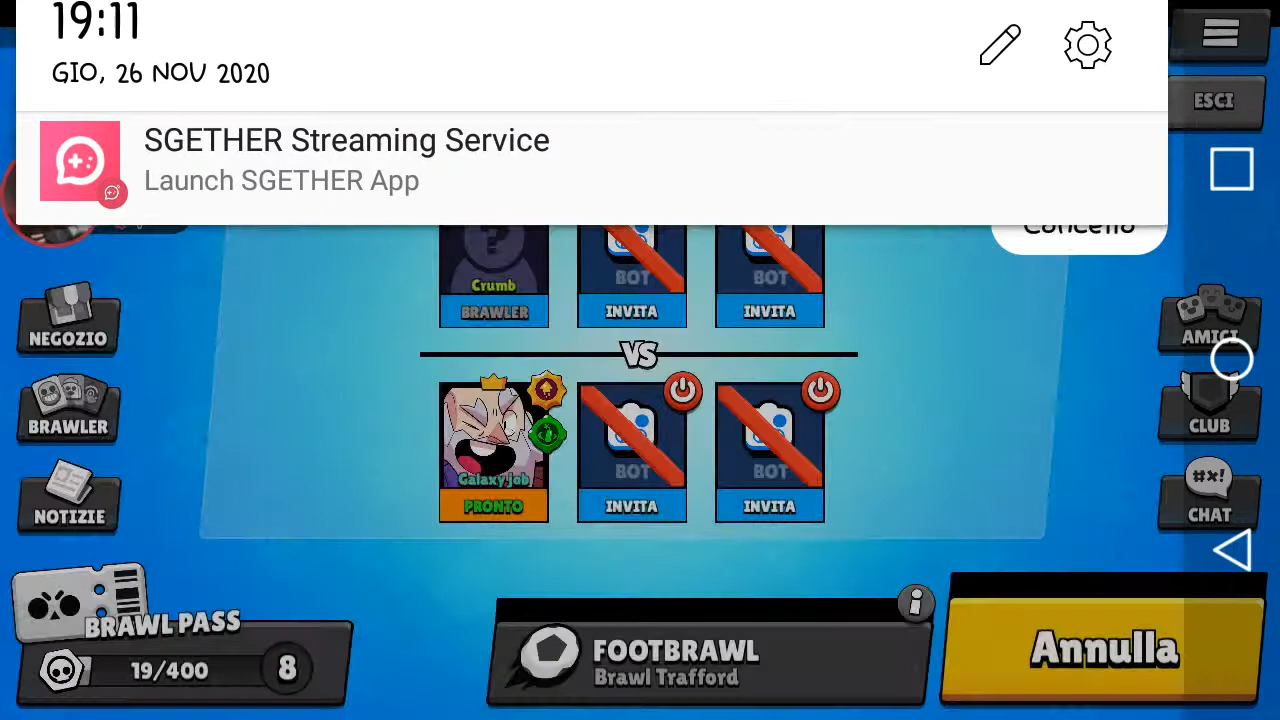 19:11
GIO, 26 NOV 2020
SGETHER Streaming Service
Launch SGETHER App
ESCI
Concello
Crumb
BOT
BOT
BRAWLER
INVITA
INVITA
VS
NEGOZIO
BRAWLER
NOTIZIE
AMICI
CLUB
#x!
CHAT
BOT
BOT
Galaxy job
PRONTO
INVITA
INVITA
BRAWL PASS
19/400
8
i
FOOTBRAWL
Brawl Trafford
Annulla